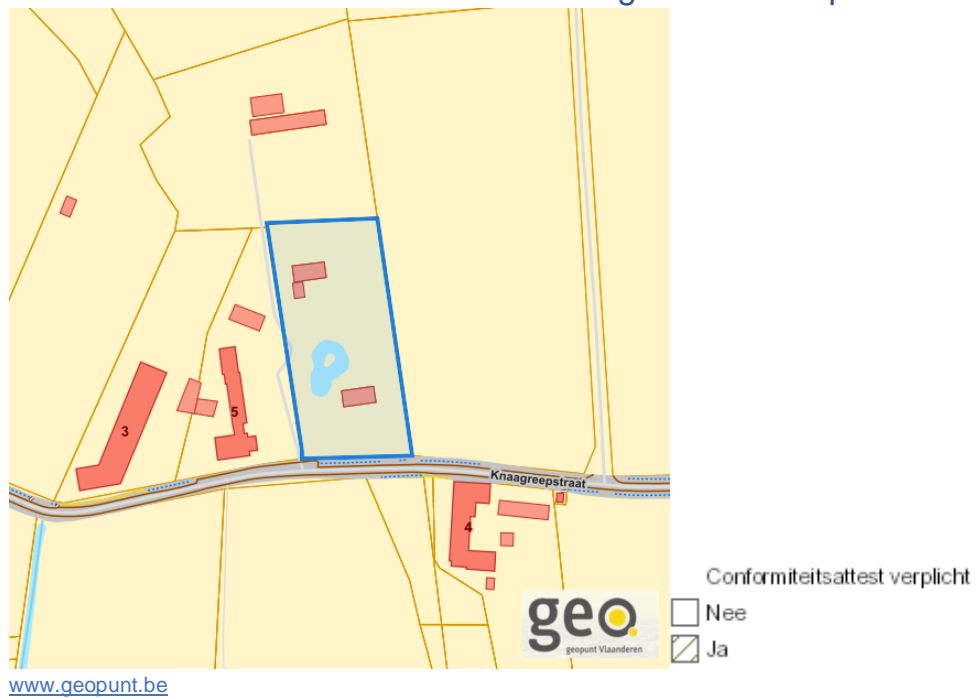 3
5
Knaagreepstraat
4
geo
geopunt Vlaanderen
Conformiteitsattest verplicht
Nee
Ja
www.geopunt.be